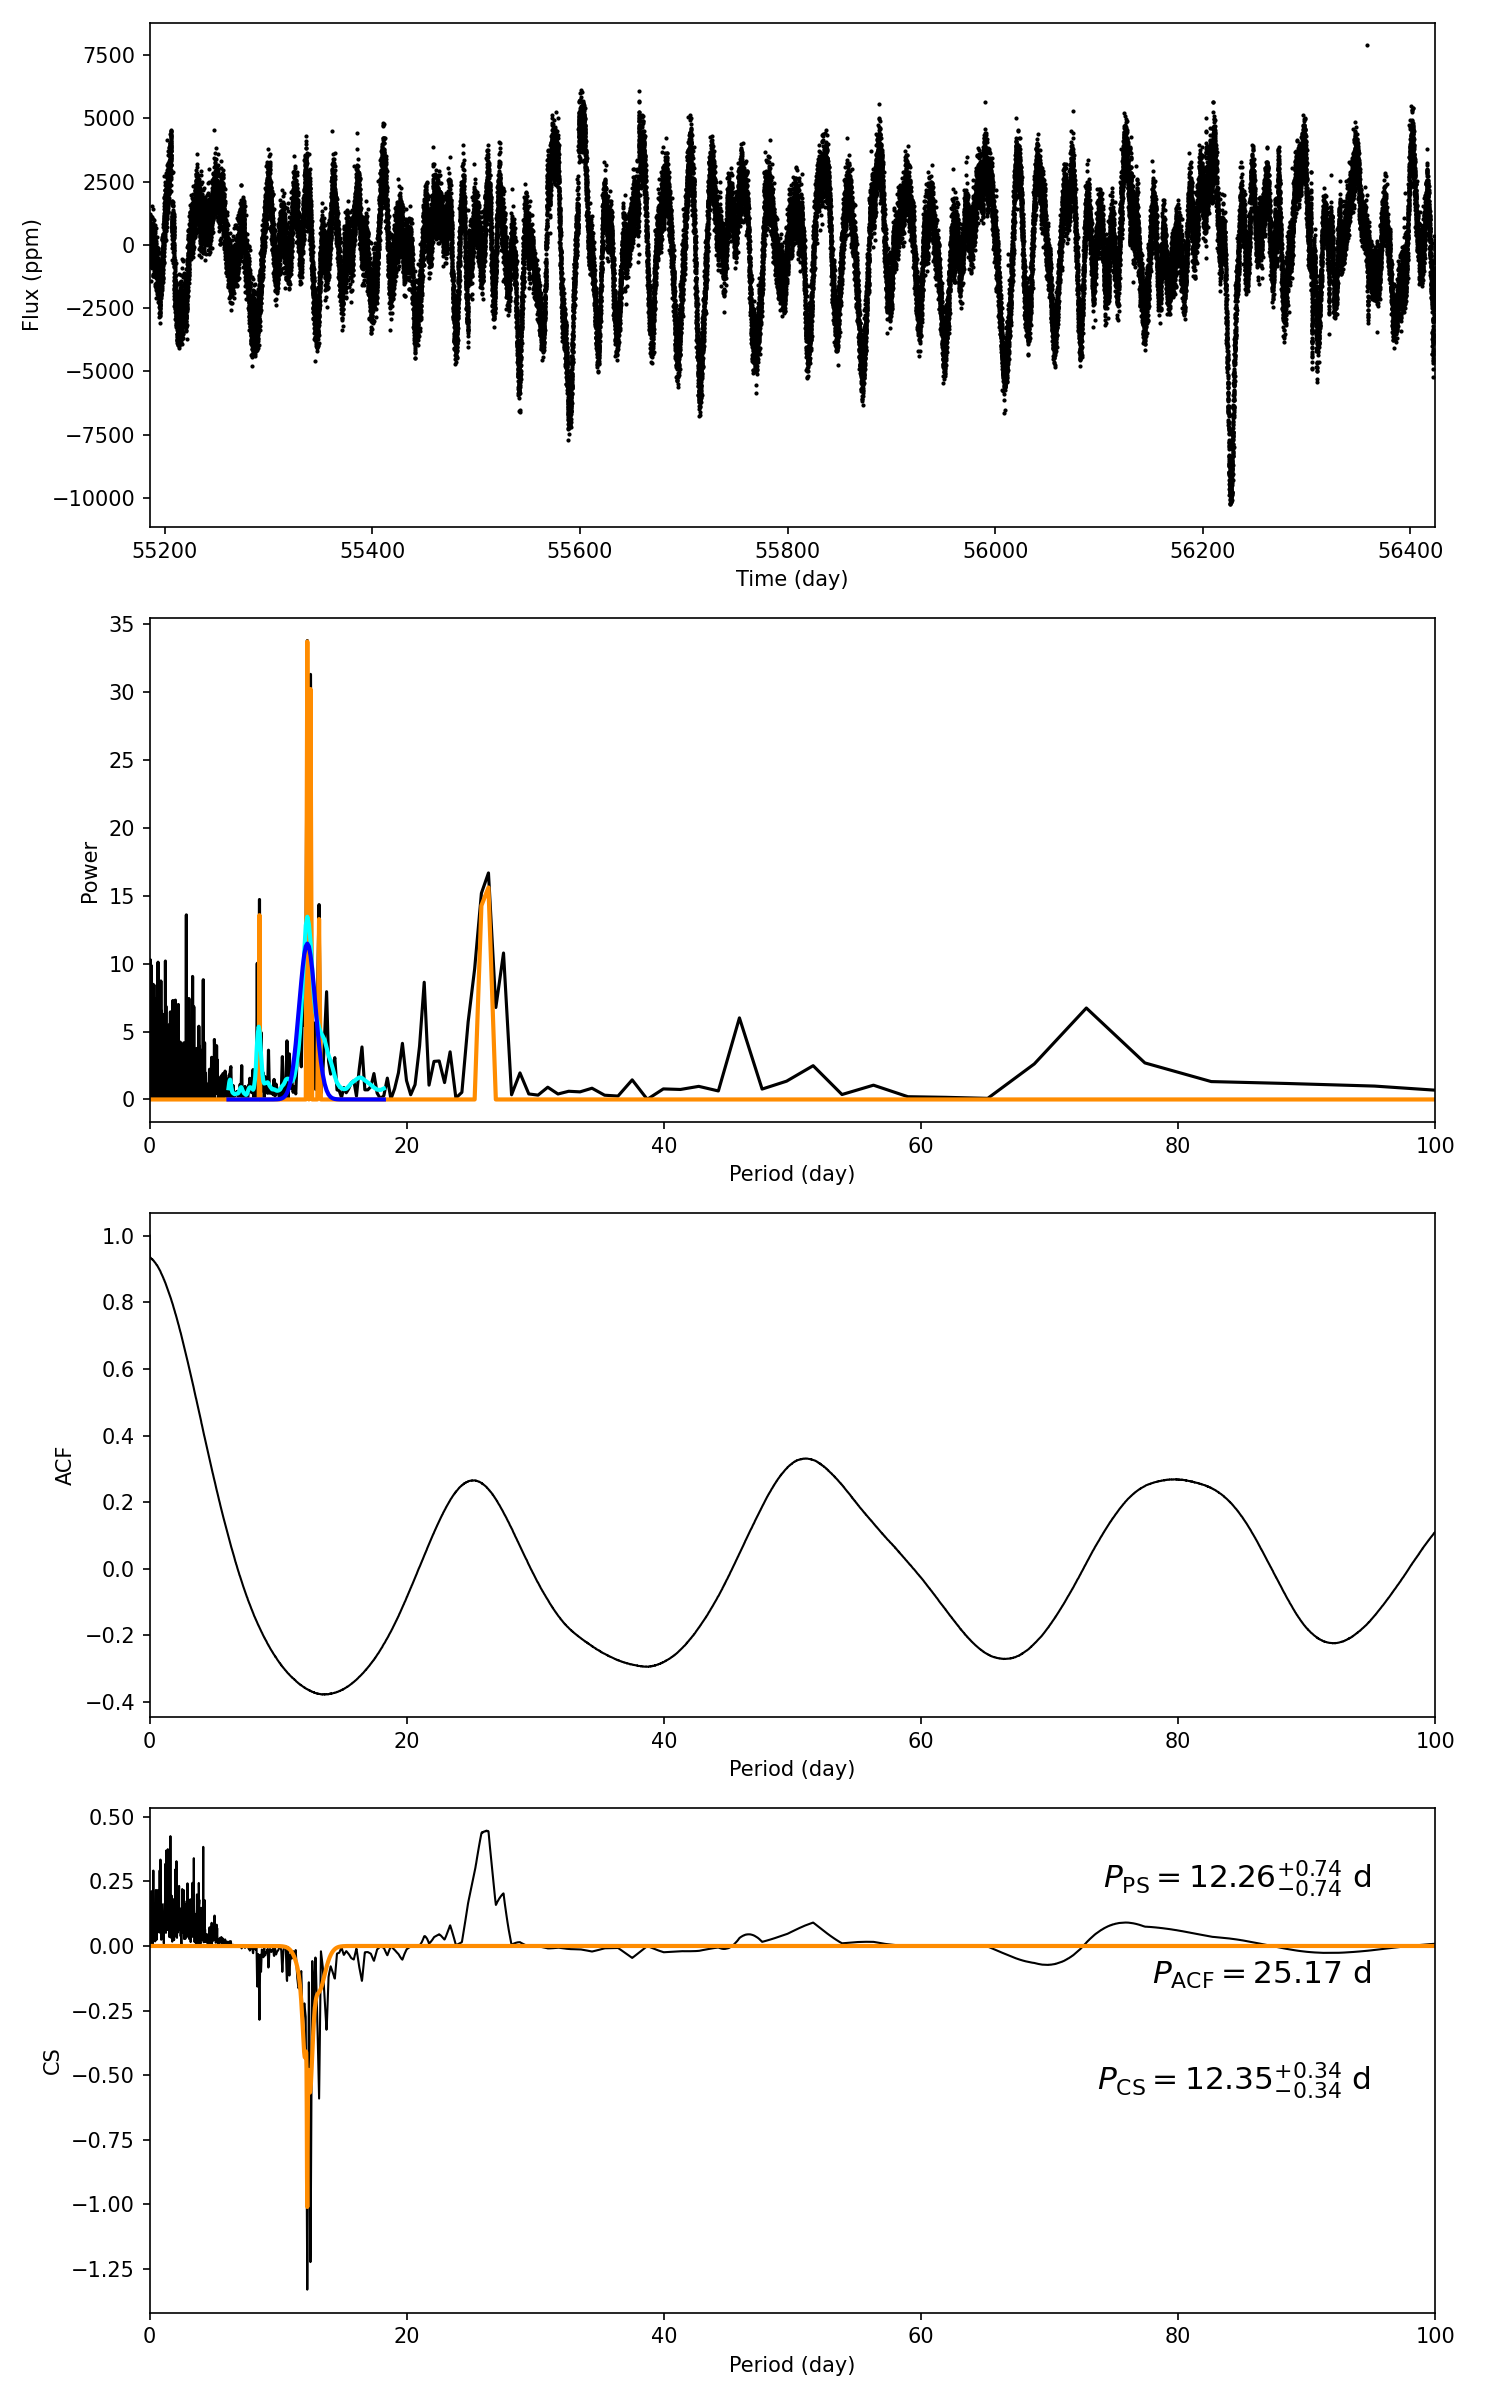 7500
5000
2500
0
−2500
−5000
−7500
−10000
Flux (ppm)
55200 55400 55600 55800 56000 56200 56400
Time (day)
35
30
25
20
15
10
5
0
Power
0 20 40 60 80 100
Period (day)
1.0
0.8
0.6
0.4
0.2
0.0
−0.2
−0.4
ACF
0 20 40 60 80 100
Period (day)
0.50
0.25
0.00
−0.25
−0.50
−0.75
−1.00
−1.25
CS
P_PS = 12.26^{+0.74}_{−0.74} d
P_ACF = 25.17 d
P_CS = 12.35^{+0.34}_{−0.34} d
0 20 40 60 80 100
Period (day)